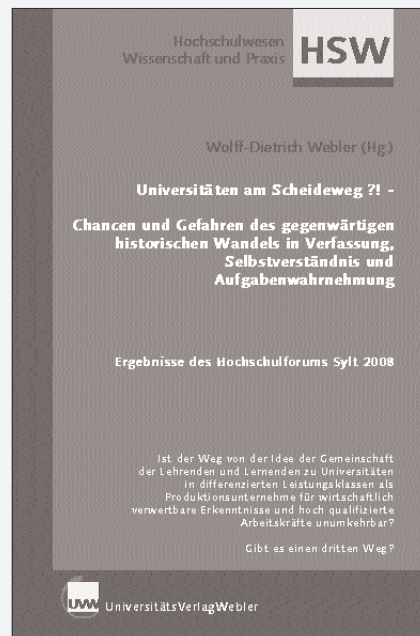 Hochschulwesen
Wissenschaft und Praxis
HSW
Wolff-Dietrich Webler (Hg.)
Universitäten am Scheideweg ?! -
Chancen und Gefahren des gegenwärtigen
historischen Wandels in Verfassung,
Selbstverständnis und
Aufgabenwahrnehmung
Ergebnisse des Hochschulforums Sylt 2008
Ist der Weg von der Idee der Gemeinschaft
der Lehrenden und Lernenden zu Universitäten
in differenzierten Leistungsklassen als
Produktionsunternehme für wirtschaftlich
verwertbare Erkenntnisse und hoch qualifizierte
Arbeitskräfte unumkehrbar?
Gibt es einen dritten Weg?
UVW UniversitätsVerlagWebler